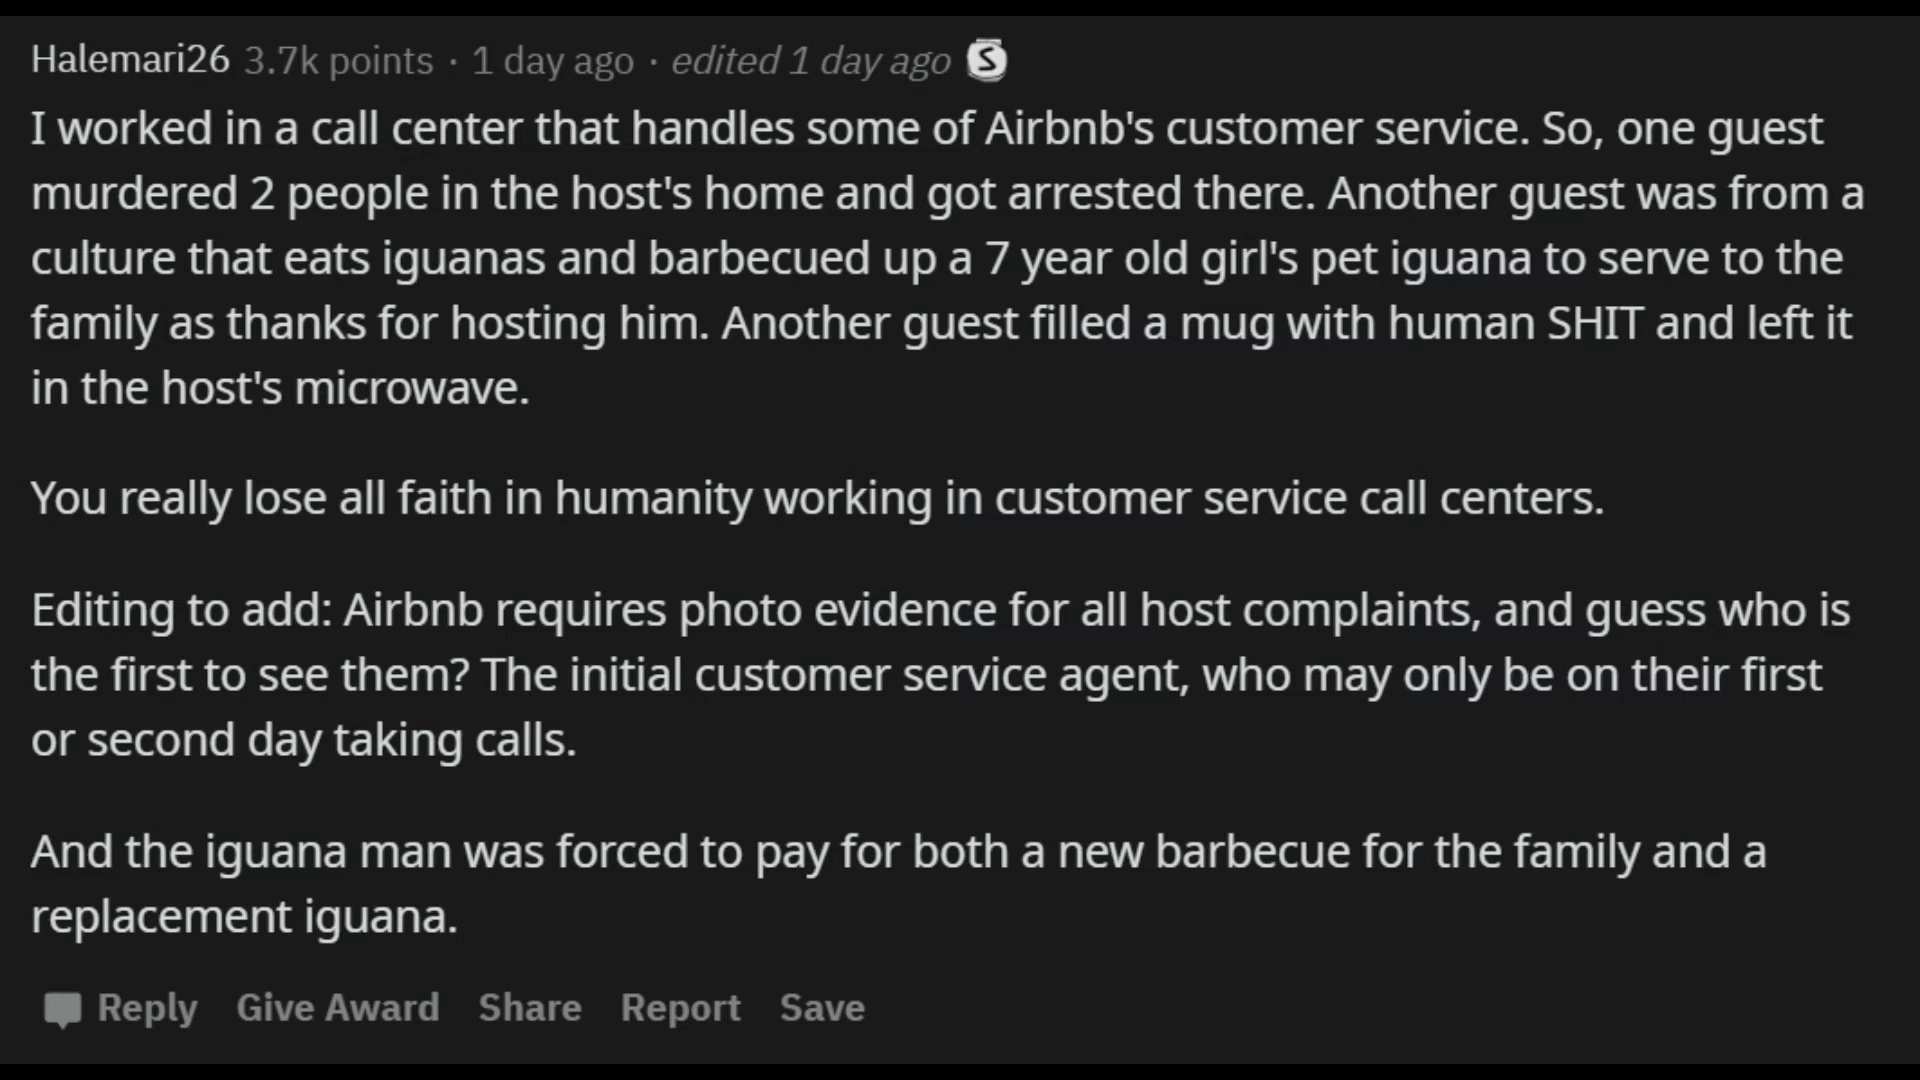 Halemari26 3.7k points · 1 day ago · edited 1 day ago S
I worked in a call center that handles some of Airbnb's customer service. So, one guest
murdered 2 people in the host's home and got arrested there. Another guest was from a
culture that eats iguanas and barbecued up a 7 year old girl's pet iguana to serve to the
family as thanks for hosting him. Another guest filled a mug with human SHIT and left it
in the host's microwave.
You really lose all faith in humanity working in customer service call centers.
Editing to add: Airbnb requires photo evidence for all host complaints, and guess who is
the first to see them? The initial customer service agent, who may only be on their first
or second day taking calls.
And the iguana man was forced to pay for both a new barbecue for the family and a
replacement iguana.
Reply Give Award Share Report Save